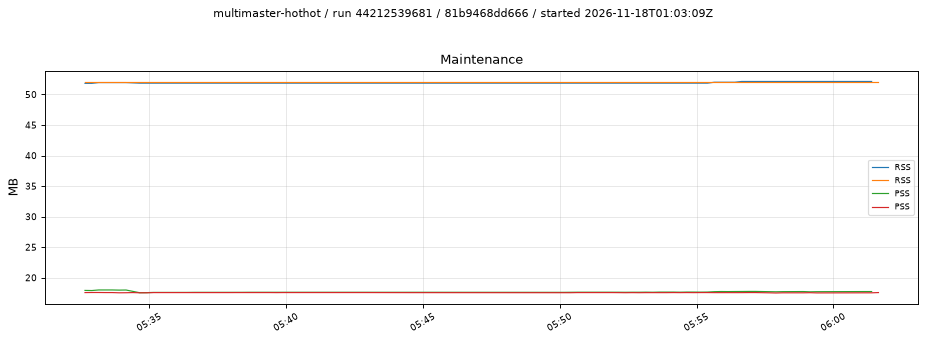 multimaster-hothot / run 44212539681 / 81b9468dd666 / started 2026-11-18T01:03:09Z
Maintenance
MB
50
45
40
35
30
25
20
RSS
RSS
PSS
PSS
05:35
05:40
05:45
05:50
05:55
06:00